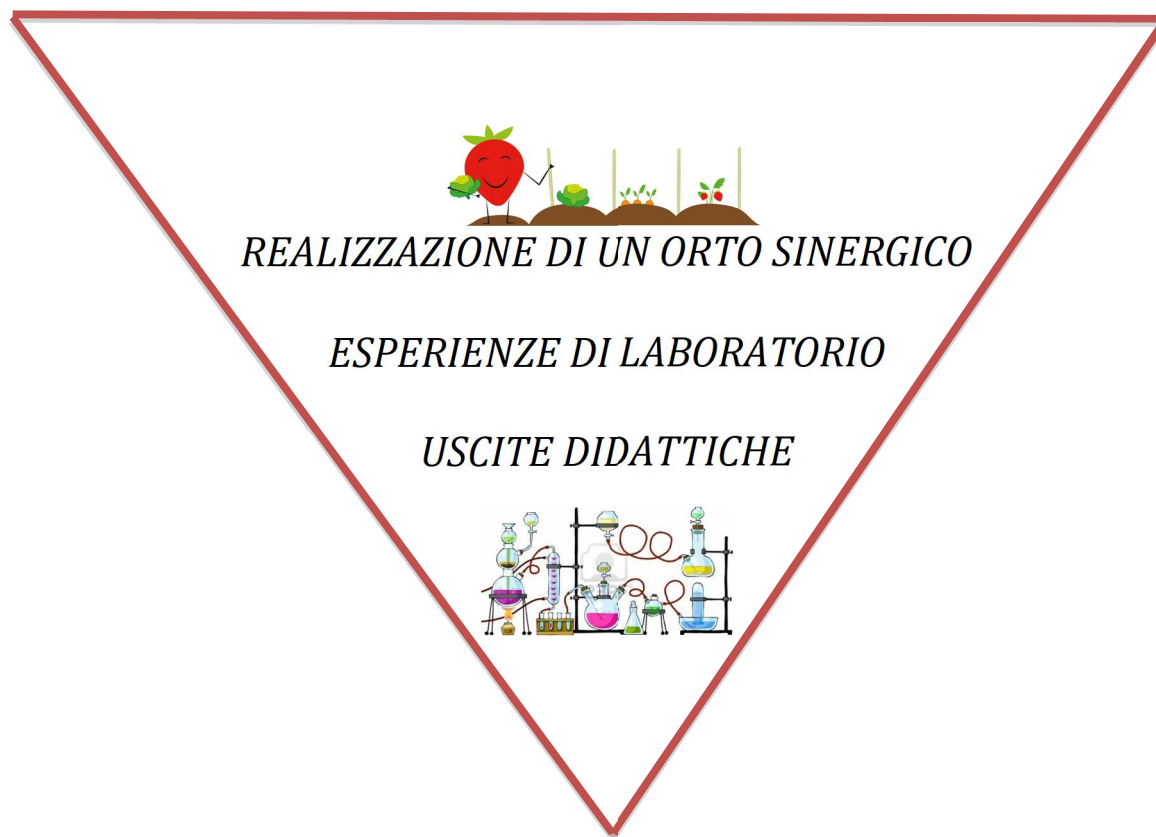 REALIZZAZIONE DI UN ORTO SINERGICO
ESPERIENZE DI LABORATORIO
USCITE DIDATTICHE